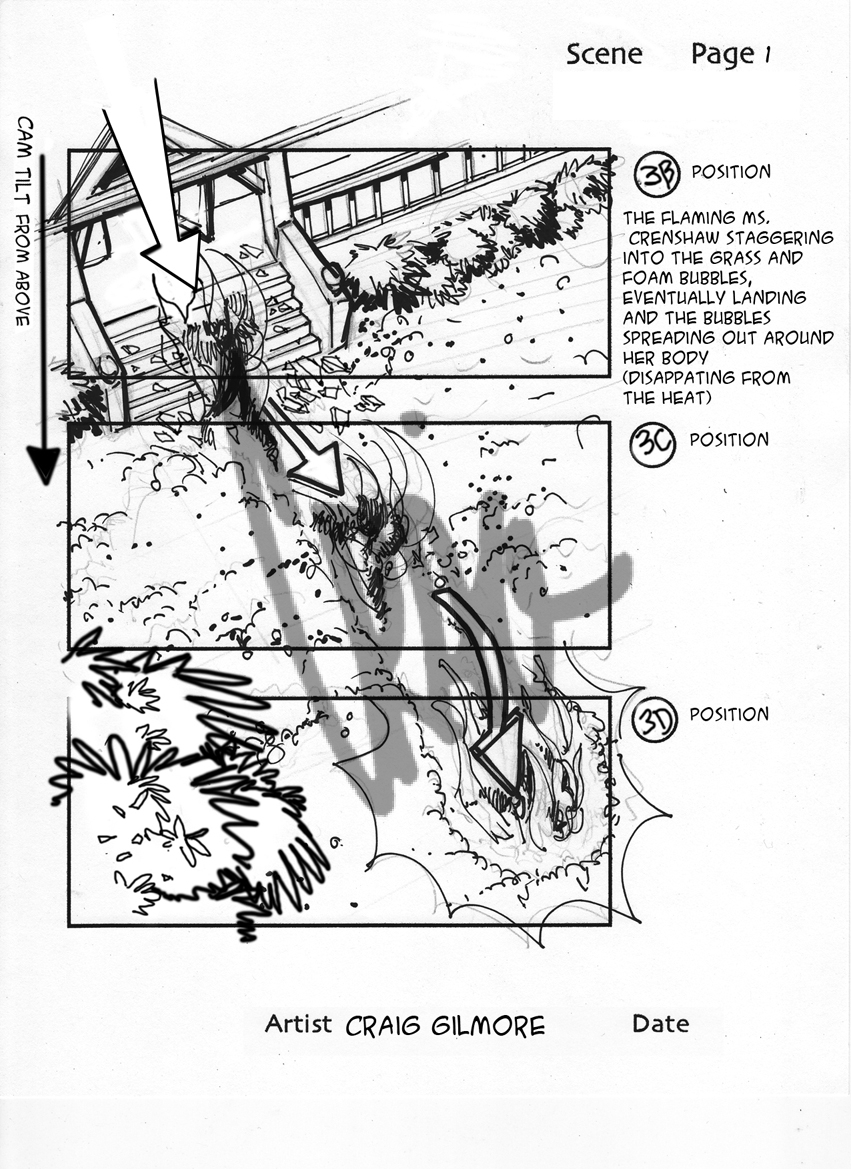 Scene Page 1
CAM TILT FROM ABOVE
3B POSITION
THE FLAMING MS.
CRENSHAW STAGGERING
INTO THE GRASS AND
FOAM BUBBLES,
EVENTUALLY LANDING
AND THE BUBBLES
SPREADING OUT AROUND
HER BODY
(DISAPPATING FROM
THE HEAT)
3C POSITION
3D POSITION
Artist CRAIG GILMORE Date